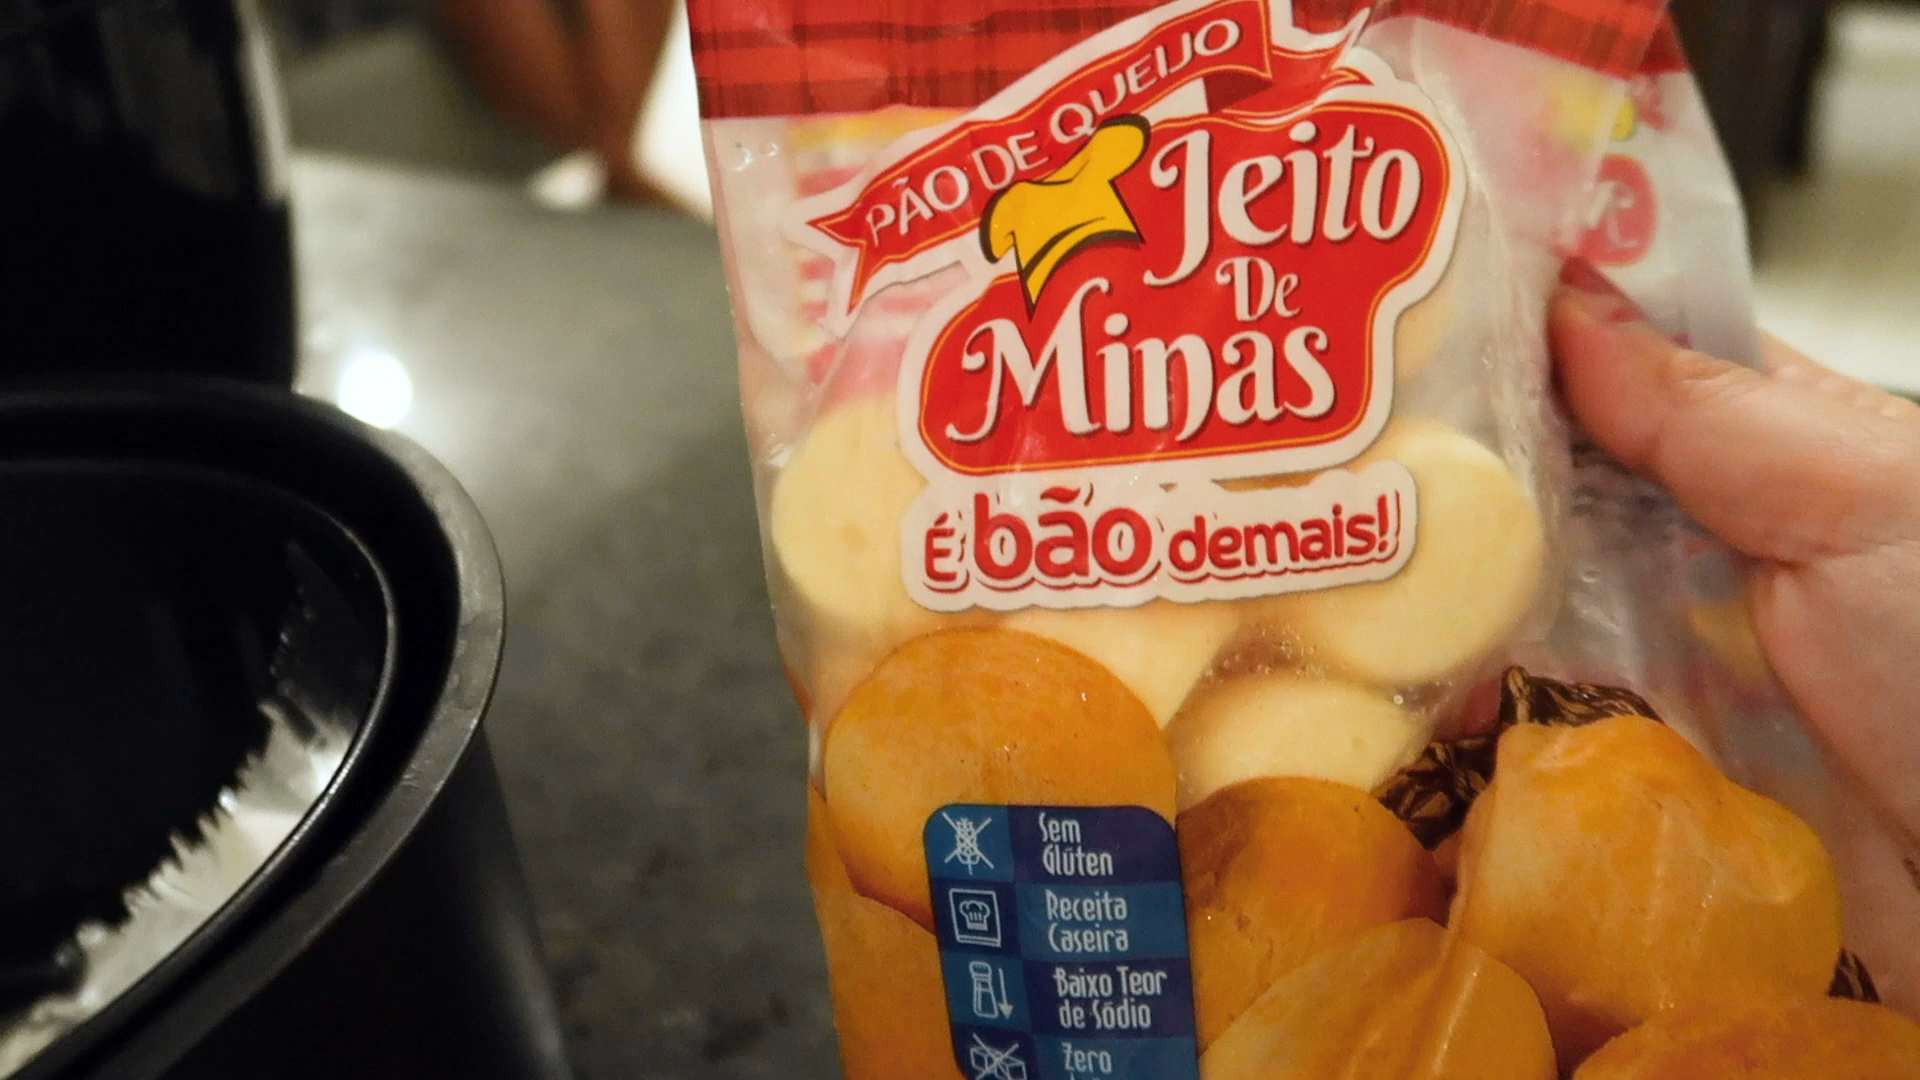 PÃO DE QUEIJO
Jeito
De
Minas
É bão demais!
Sem
Glúten
Receita
Caseira
Baixo Teor
de Sódio
Zero